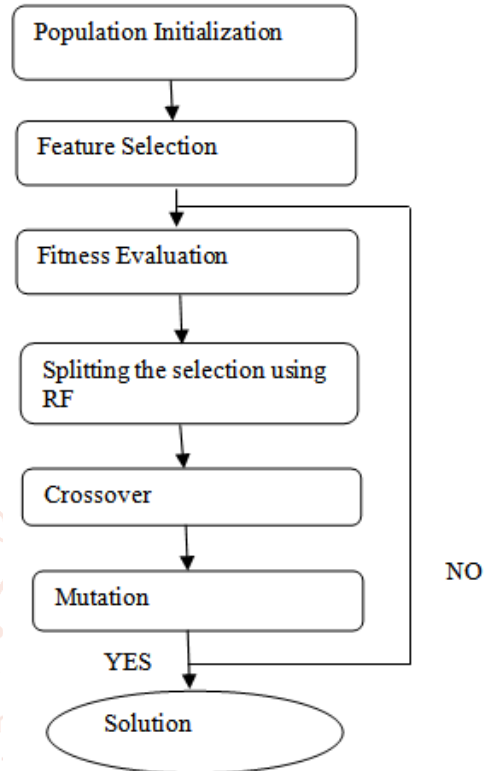 Population Initialization
Feature Selection
Fitness Evaluation
Splitting the selection using
RF
Crossover
Mutation
NO
YES
Solution